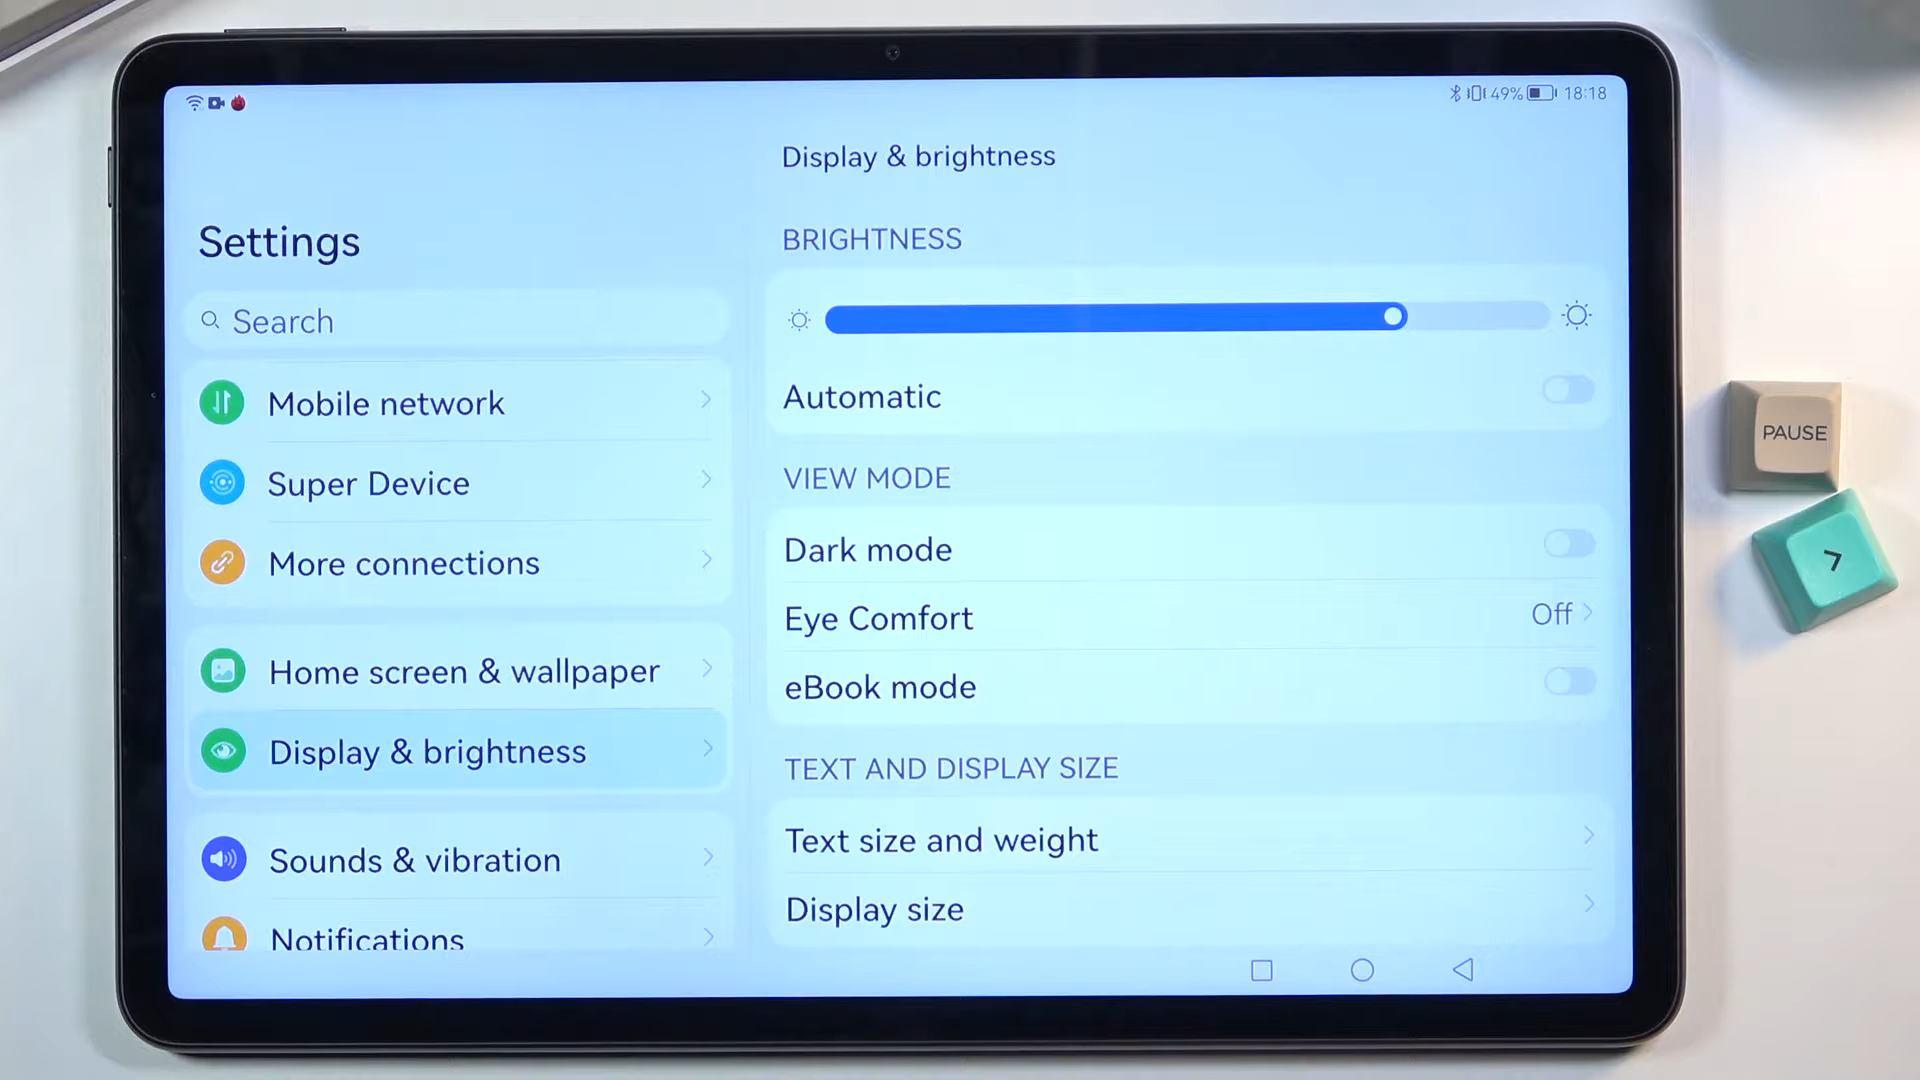 49% 18:18
Display & brightness
Settings
Search
Mobile network
Super Device
More connections
Home screen & wallpaper
Display & brightness
Sounds & vibration
Notifications
BRIGHTNESS
Automatic
VIEW MODE
Dark mode
Eye Comfort Off
eBook mode
TEXT AND DISPLAY SIZE
Text size and weight
Display size
PAUSE